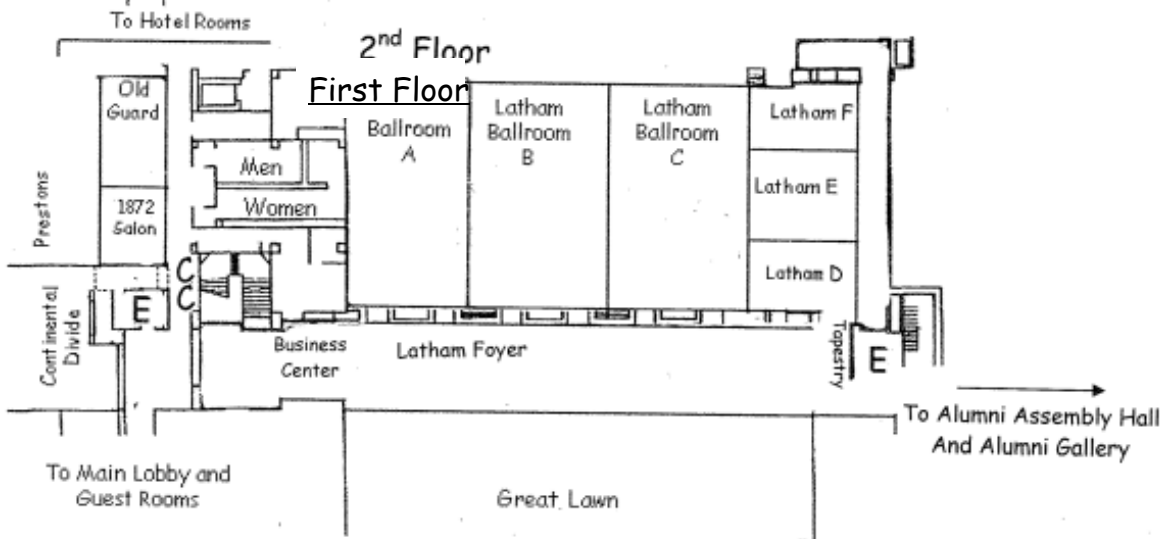 To Hotel Rooms
2nd Floor
First Floor
Old
Guard
Ballroom
A
Latham
Ballroom
B
Latham
Ballroom
C
Latham F
Men
Latham E
Women
Prestons
1872
Salon
Latham D
C
C
E
Continental
Divide
Business
Center
Latham Foyer
Tapestry
E
To Alumni Assembly Hall
And Alumni Gallery
To Main Lobby and
Guest Rooms
Great Lawn